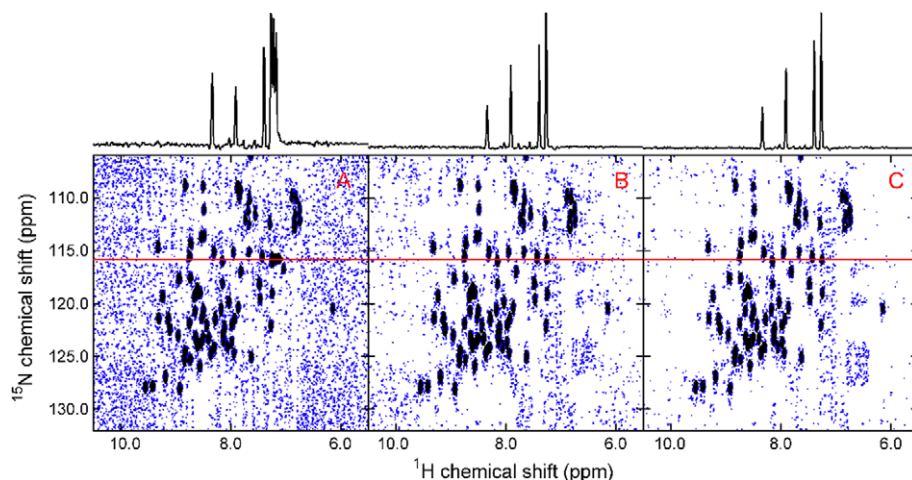 A
B
C
110.0
115.0
120.0
125.0
130.0
15N chemical shift (ppm)
10.0 8.0 6.0 10.0 8.0 6.0 10.0 8.0 6.0
1H chemical shift (ppm)